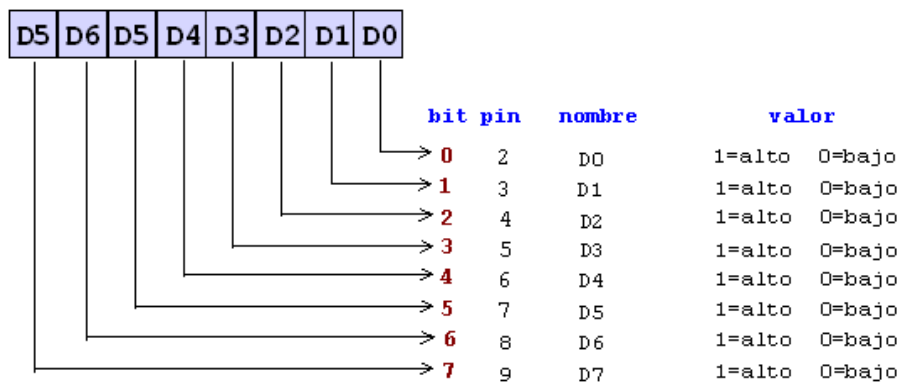 D5 D6 D5 D4 D3 D2 D1 D0
bit pin nombre valor
0 2 D0 1=alto 0=bajo
1 3 D1 1=alto 0=bajo
2 4 D2 1=alto 0=bajo
3 5 D3 1=alto 0=bajo
4 6 D4 1=alto 0=bajo
5 7 D5 1=alto 0=bajo
6 8 D6 1=alto 0=bajo
7 9 D7 1=alto 0=bajo